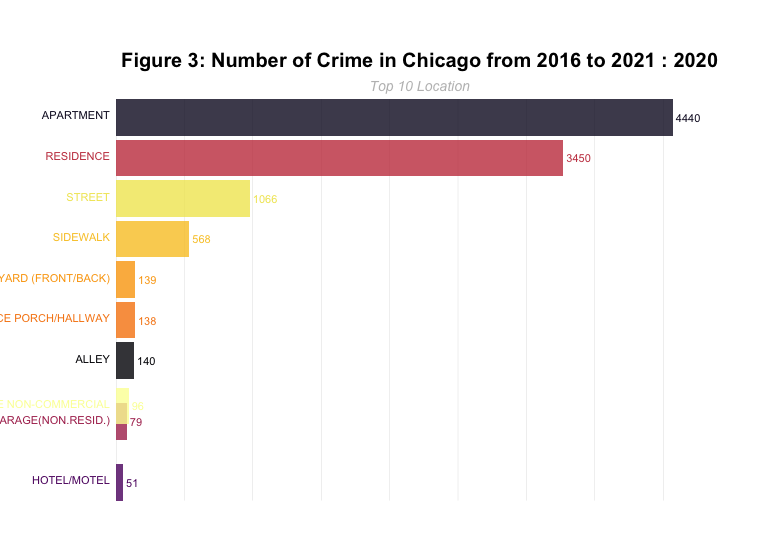 Figure 3: Number of Crime in Chicago from 2016 to 2021 : 2020
Top 10 Location
APARTMENT 4440
RESIDENCE 3450
STREET 1066
SIDEWALK 568
YARD (FRONT/BACK) 139
CE PORCH/HALLWAY 138
ALLEY 140
E NON-COMMERCIAL
ARAGE(NON.RESID.) 79
HOTEL/MOTEL 51